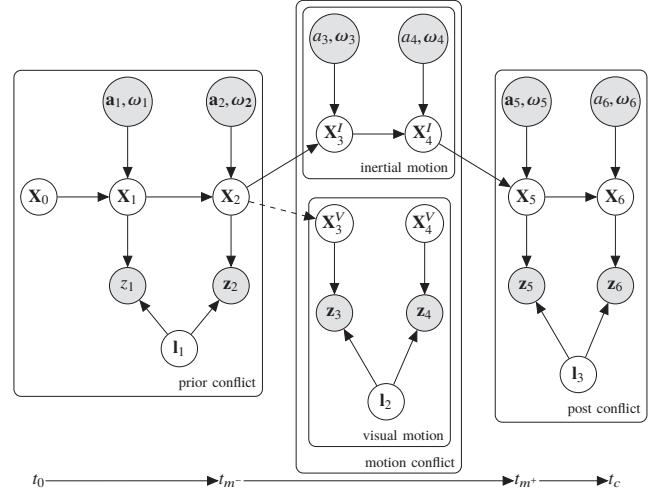 a₃, ω₃ a₄, ω₄
a₁, ω₁ a₂, ω₂ a₅, ω₅ a₆, ω₆
X₃ᴵ X₄ᴵ
inertial motion
X₀ X₁ X₂ X₅ X₆
X₃ⱽ X₄ⱽ
z₁ z₂ z₅ z₆
z₃ z₄
l₁ l₃
prior conflict
l₂ post conflict
visual motion
motion conflict
t₀ tₘ₋ tₘ₊ t_c